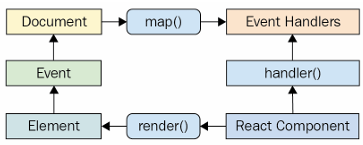 Document
map()
Event Handlers
Event
handler()
Element
render()
React Component